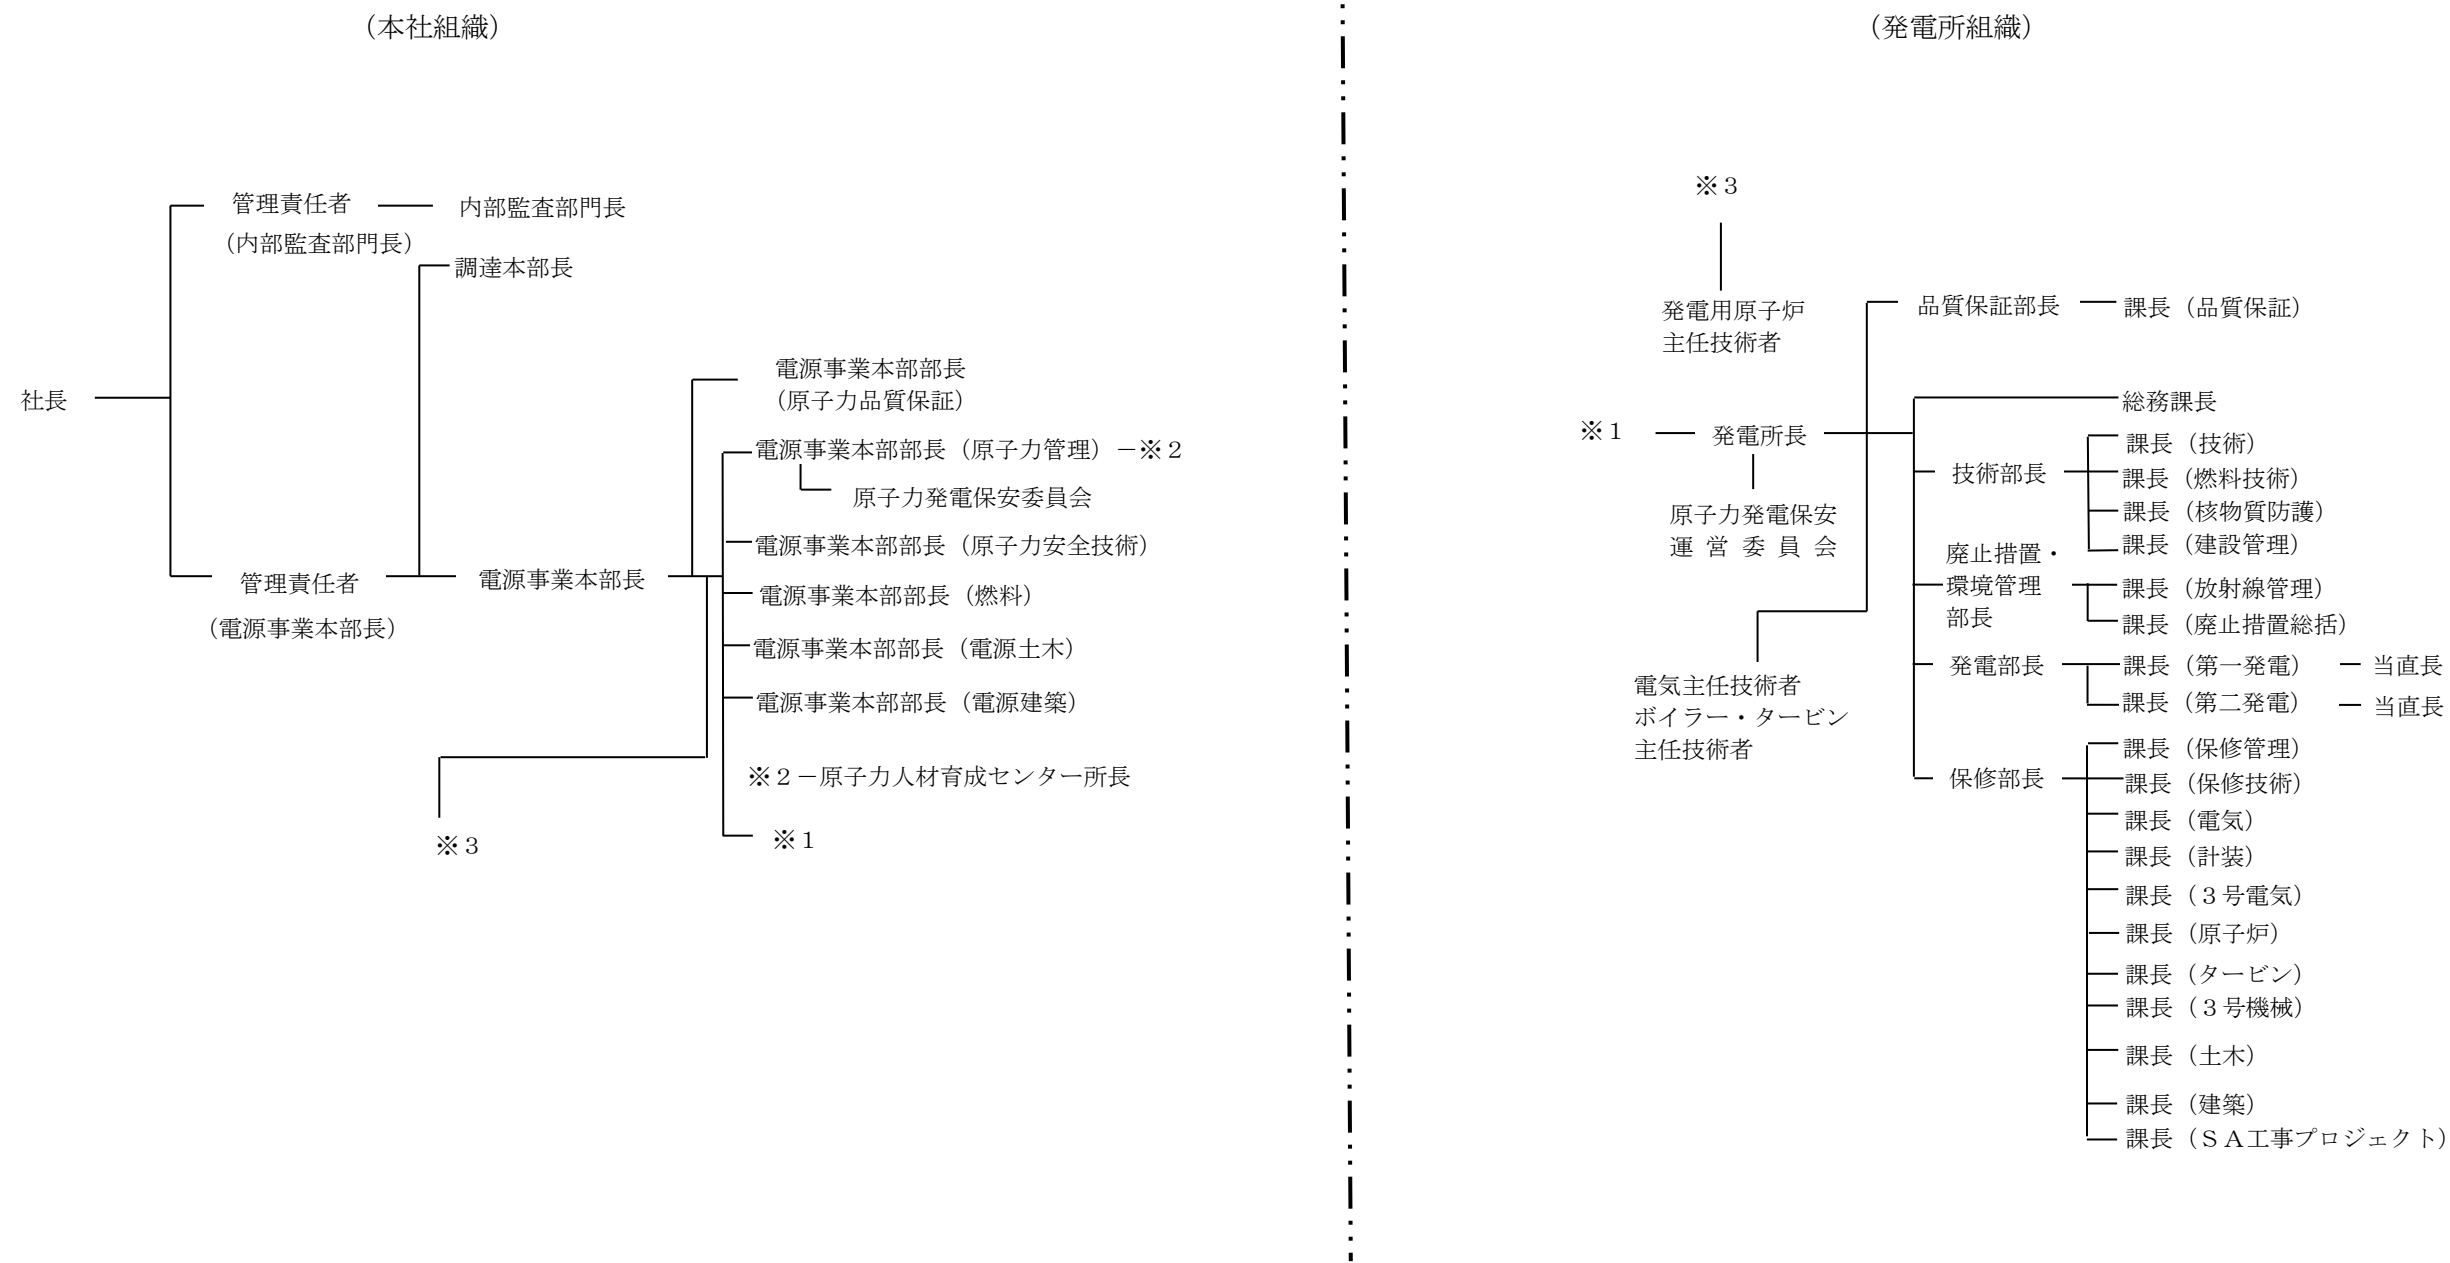 （本社組織）
社長
管理責任者
（内部監査部門長）
内部監査部門長
調達本部長
管理責任者
（電源事業本部長）
電源事業本部長
電源事業本部部長
（原子力品質保証）
電源事業本部部長（原子力管理）－※２
原子力発電保安委員会
電源事業本部部長（原子力安全技術）
電源事業本部部長（燃料）
電源事業本部部長（電源土木）
電源事業本部部長（電源建築）
※２－原子力人材育成センター所長
※１
※３
（発電所組織）
※３
発電用原子炉
主任技術者
※１
発電所長
原子力発電保安
運営委員会
電気主任技術者
ボイラー・タービン
主任技術者
品質保証部長
課長（品質保証）
総務課長
技術部長
課長（技術）
課長（燃料技術）
課長（核物質防護）
課長（建設管理）
廃止措置・
環境管理
部長
課長（放射線管理）
課長（廃止措置総括）
発電部長
課長（第一発電）
当直長
課長（第二発電）
当直長
保修部長
課長（保修管理）
課長（保修技術）
課長（電気）
課長（計装）
課長（３号電気）
課長（原子炉）
課長（タービン）
課長（３号機械）
課長（土木）
課長（建築）
課長（ＳＡ工事プロジェクト）